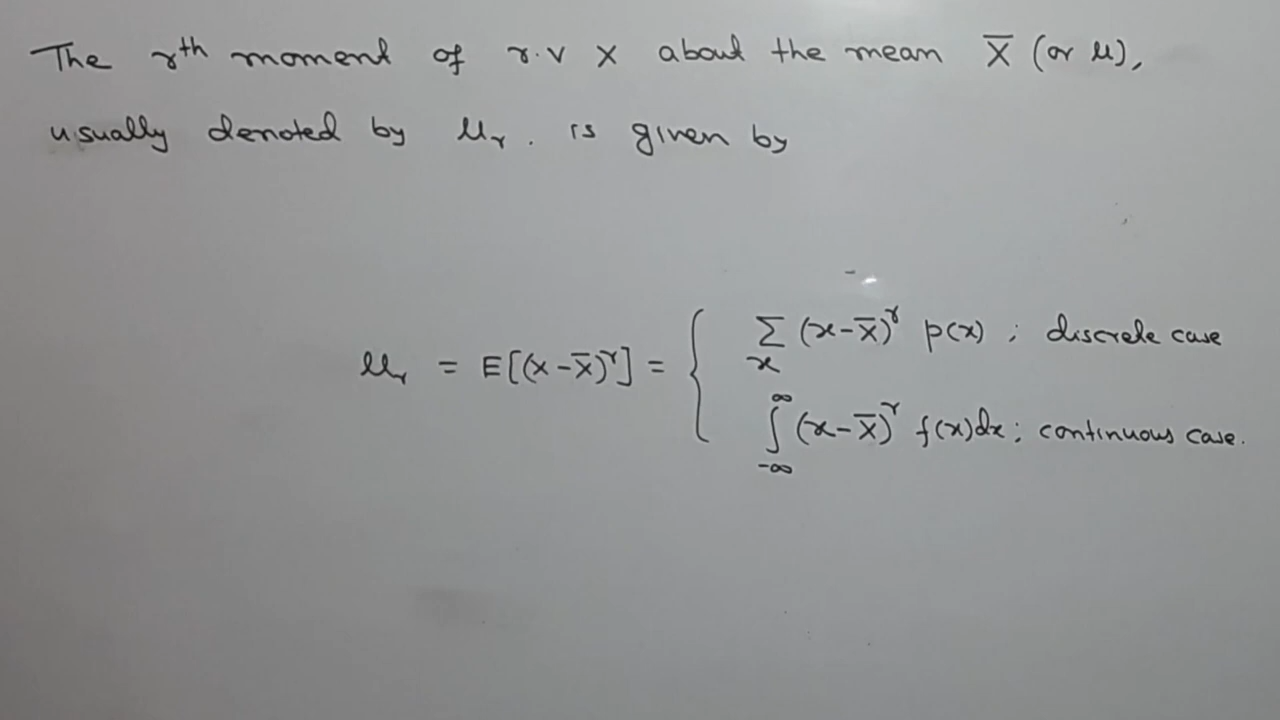 The rth moment of r.v X about the mean X̅ (or μ),
usually denoted by μᵣ. is given by
μᵣ = E[(X-X̅)ʳ] = { ∑ₓ (x-X̅)ʳ p(x) ; discrete case
∫_{-∞}^{∞} (x-X̅)ʳ f(x)dx ; continuous case.